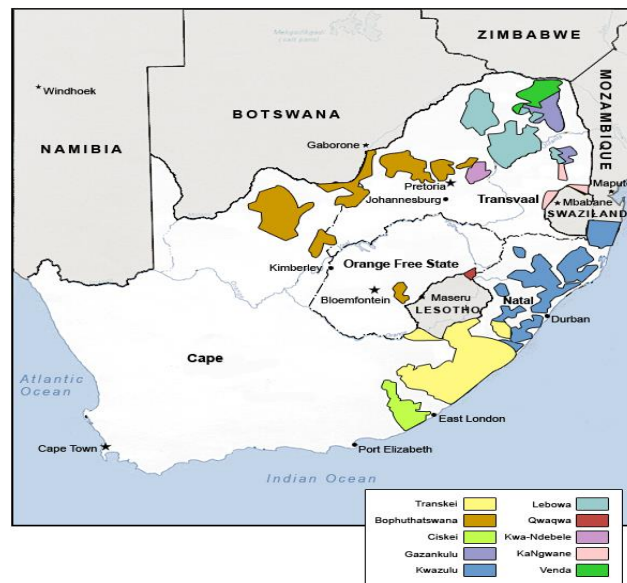 ZIMBABWE
Windhoek
BOTSWANA
MOZAMBIQUE
NAMIBIA
Gaborone
Pretoria
Maputo
Johannesburg
Transvaal
Mbabane
SWAZILAND
Kimberley
Orange Free State
Bloemfontein
Maseru
LESOTHO
Natal
Durban
Cape
Atlantic
Ocean
East London
Cape Town
Port Elizabeth
Indian Ocean
Transkei
Bophuthatswana
Ciskei
Gazankulu
Kwazulu
Lebowa
Qwaqwa
Kwa-Ndebele
KaNgwane
Venda